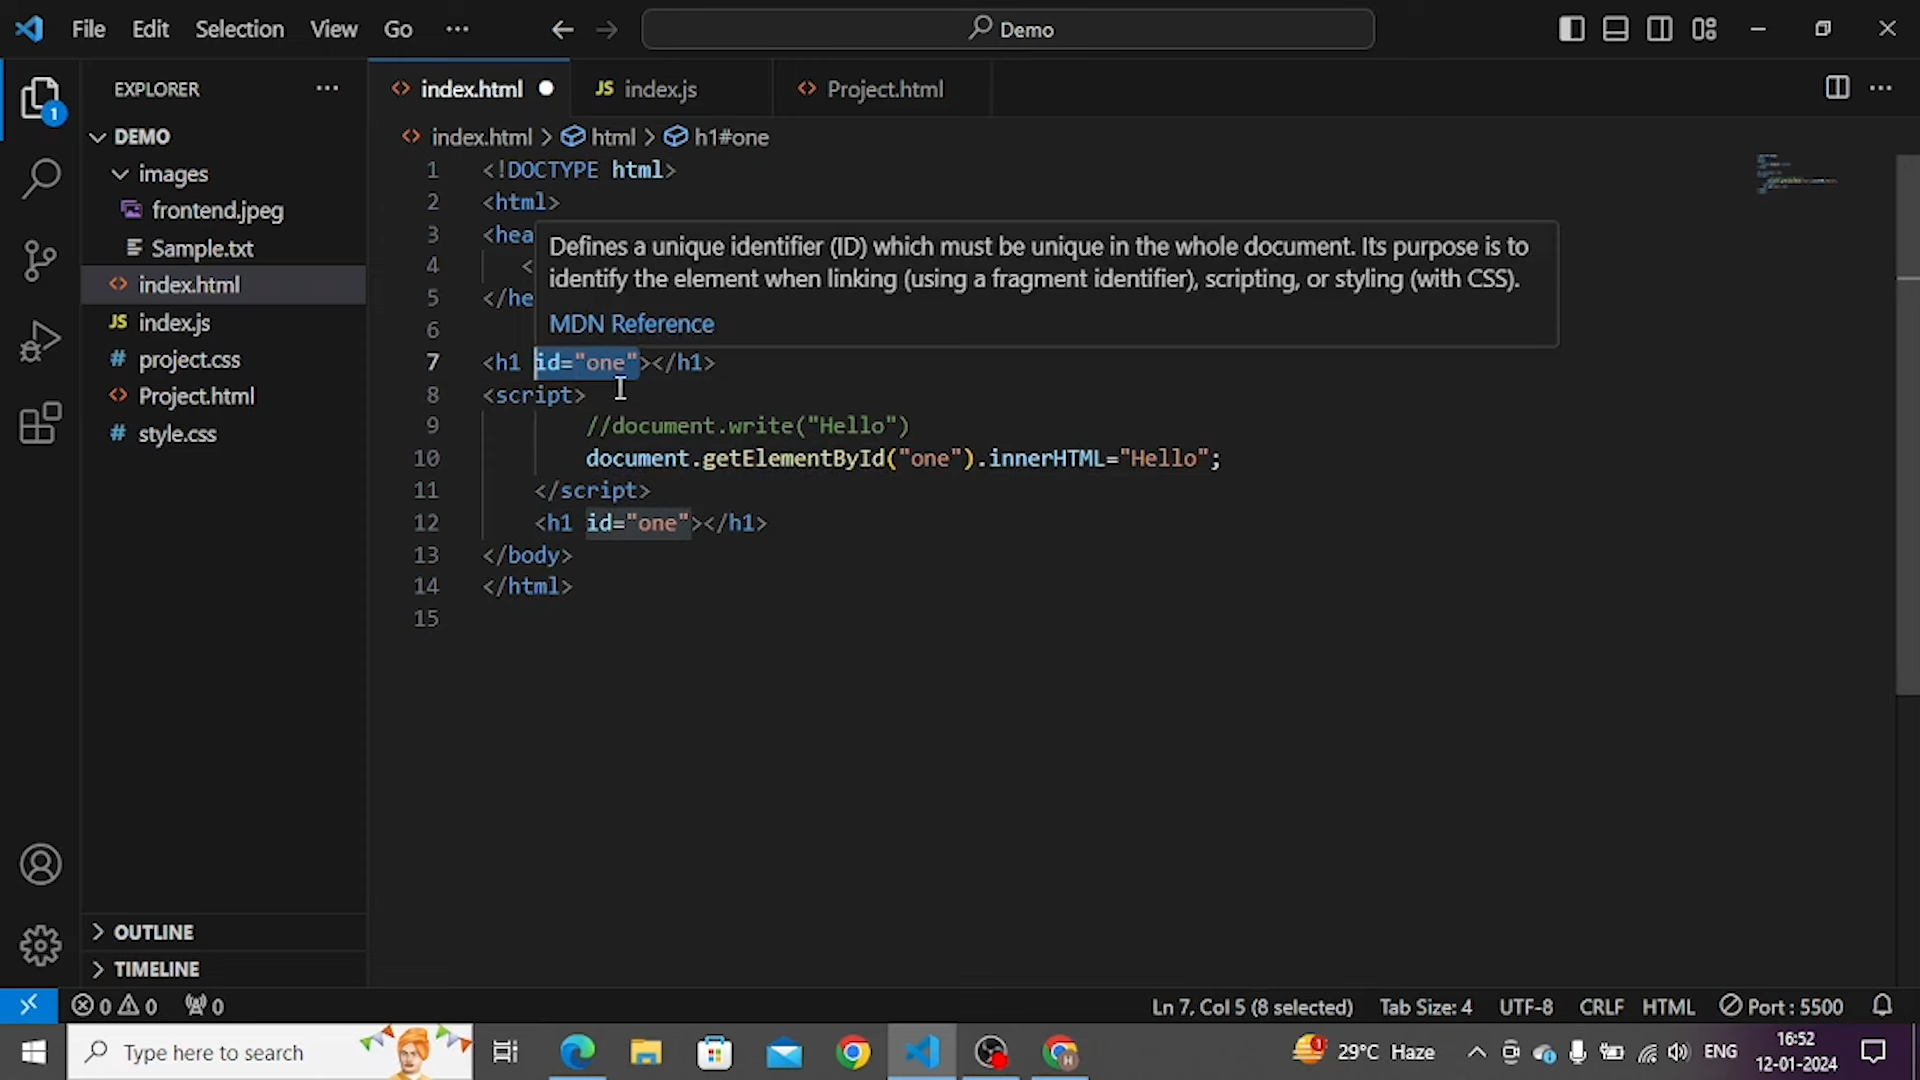 File Edit Selection View Go ··· Demo
EXPLORER ···
index.html
JS index.js
Project.html
DEMO
images
frontend.jpeg
Sample.txt
index.html
JS index.js
# project.css
Project.html
# style.css
index.html > html > h1#one
1 <!DOCTYPE html>
2 <html>
3 <hea
4 <
5 </he
6
Defines a unique identifier (ID) which must be unique in the whole document. Its purpose is to
identify the element when linking (using a fragment identifier), scripting, or styling (with CSS).
MDN Reference
7 <h1 id="one"></h1>
8 <script>
9 //document.write("Hello")
10 document.getElementById("one").innerHTML="Hello";
11 </script>
12 <h1 id="one"></h1>
13 </body>
14 </html>
15
1
OUTLINE
TIMELINE
0 0 0
Ln 7, Col 5 (8 selected) Tab Size: 4 UTF-8 CRLF HTML Port : 5500
Type here to search
29°C Haze
ENG
16:52
12-01-2024